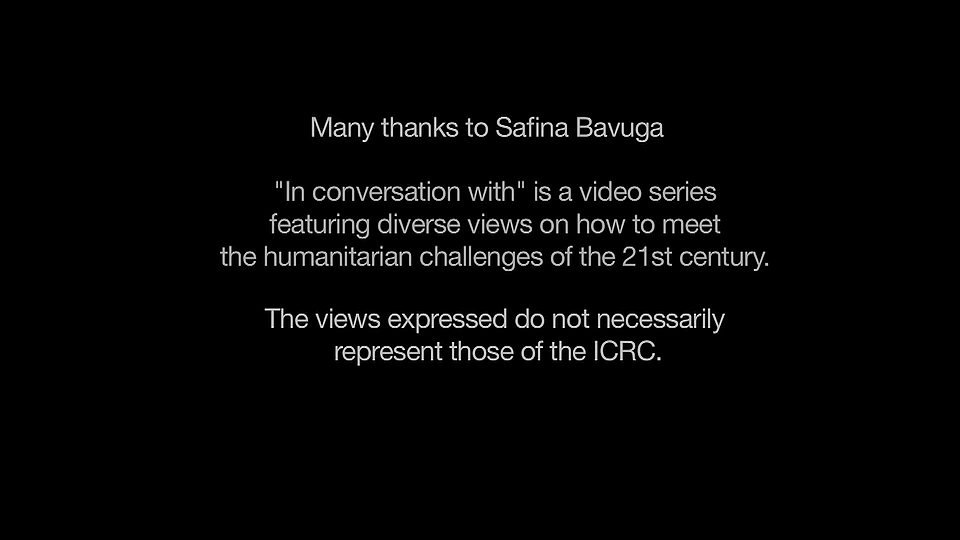 Many thanks to Safina Bavuga
"In conversation with" is a video series
featuring diverse views on how to meet
the humanitarian challenges of the 21st century.
The views expressed do not necessarily
represent those of the ICRC.